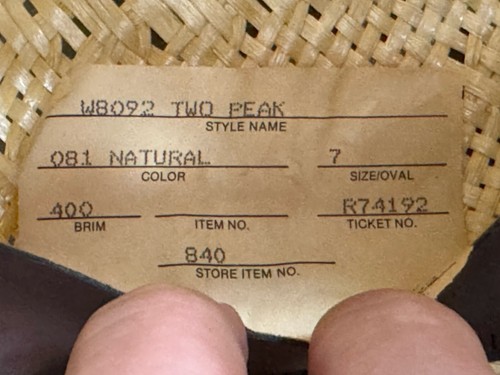 W8092 TWO PEAK
STYLE NAME
081 NATURAL 7
COLOR SIZE/OVAL
400 R74192
BRIM ITEM NO. TICKET NO.
840
STORE ITEM NO.